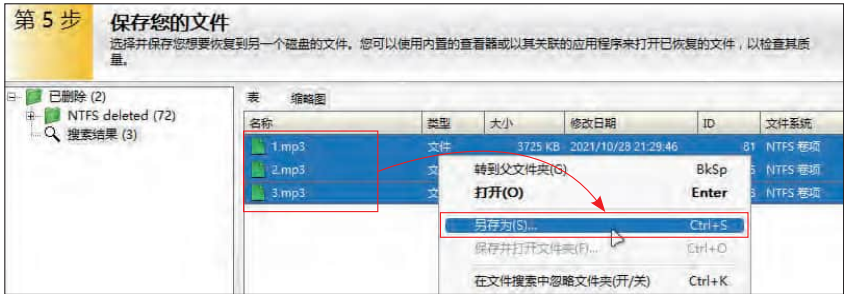 第 5 步
保存您的文件
选择并保存您想要恢复到另一个磁盘的文件。您可以使用内置的查看器或以其关联的应用程序来打开已恢复的文件，以检查其质
量。
已删除 (2)
NTFS deleted (72)
搜索结果 (3)
表 缩略图
名称 类型 大小 修改日期 ID 文件系统
1.mp3 文件 3725 KB 2021/10/28 21:29:46 81 NTFS 卷项
2.mp3 文 NTFS 卷项
3.mp3 文 NTFS 卷项
转到父文件夹(G) BkSp
打开(O) Enter
另存为(S)... Ctrl+S
保存并打开文件夹(F)... Ctrl+O
在文件搜索中忽略文件夹(开/关) Ctrl+K